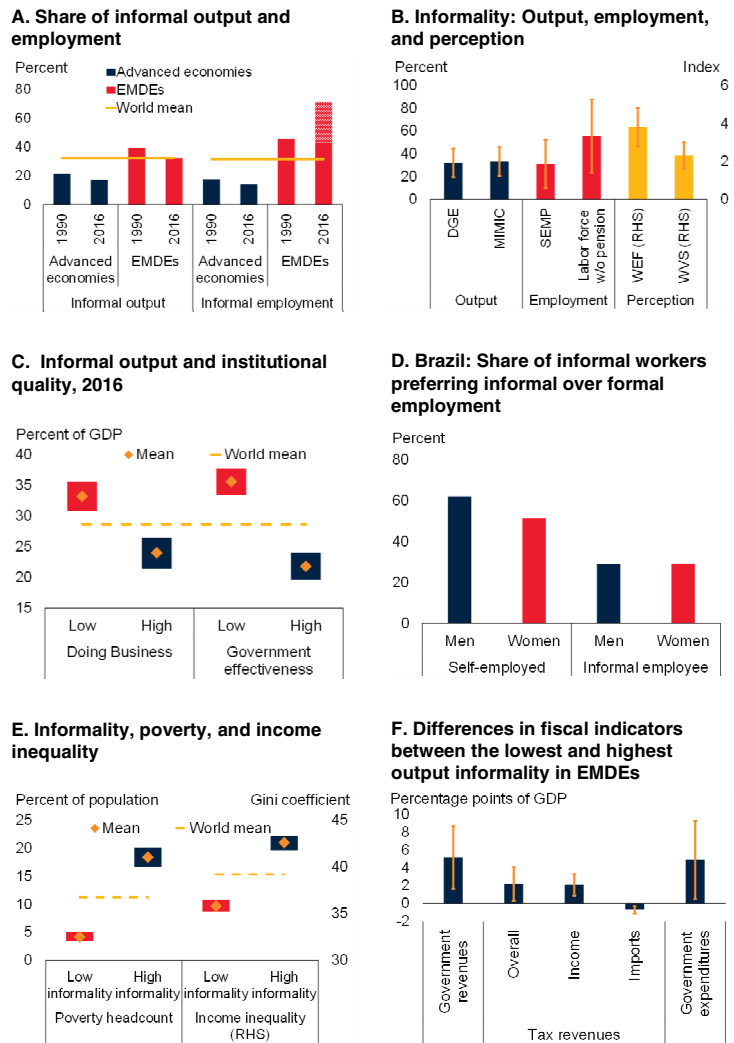 A. Share of informal output and
employment
Percent
Advanced economies
EMDEs
World mean
80
60
40
20
0
1990
2016
1990
2016
1990
2016
1990
2016
Advanced
economies
EMDEs
Advanced
economies
EMDEs
Informal output
Informal employment
B. Informality: Output, employment,
and perception
Percent
Index
100
80
60
40
20
0
6
4
2
0
DGE
MIMIC
SEMP
Labor force
w/o pension
WEF (RHS)
WVS (RHS)
Output
Employment
Perception
C. Informal output and institutional
quality, 2016
Percent of GDP
Mean
World mean
40
35
30
25
20
15
Low
High
Low
High
Doing Business
Government
effectiveness
D. Brazil: Share of informal workers
preferring informal over formal
employment
Percent
80
60
40
20
0
Men
Women
Men
Women
Self-employed
Informal employee
E. Informality, poverty, and income
inequality
Percent of population
Gini coefficient
Mean
World mean
25
20
15
10
5
0
45
40
35
30
Low
informality
High
informality
Low
informality
High
informality
Poverty headcount
Income inequality
(RHS)
F. Differences in fiscal indicators
between the lowest and highest
output informality in EMDEs
Percentage points of GDP
10
8
6
4
2
0
-2
Government
revenues
Overall
Income
Imports
Government
expenditures
Tax revenues